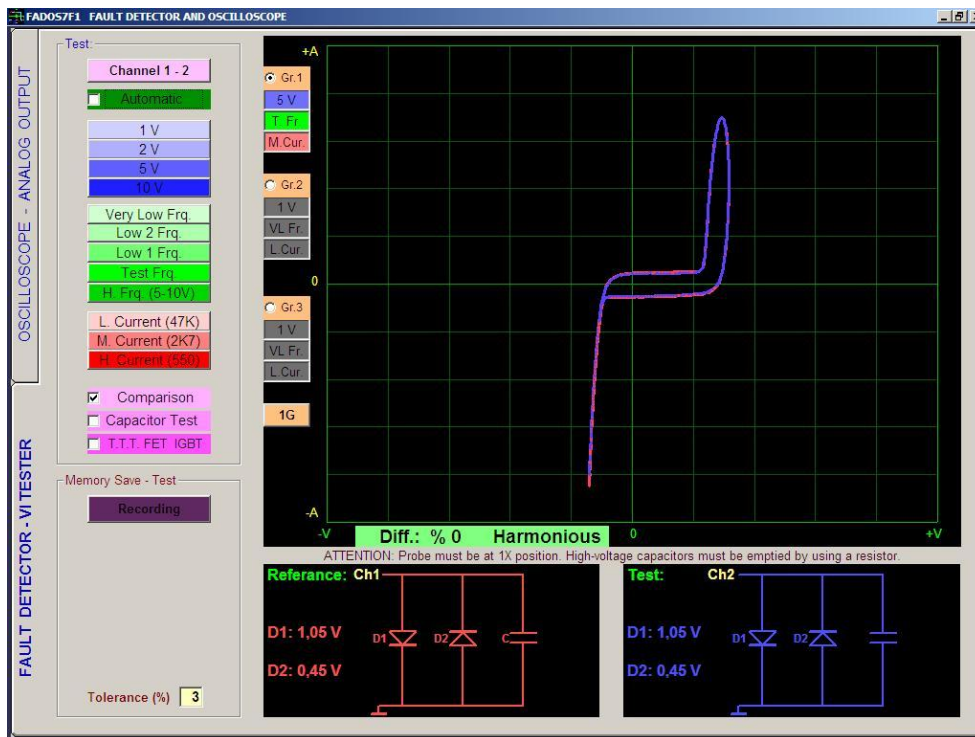 FADOS7F1 FAULT DETECTOR AND OSCILLOSCOPE
OSCILLOSCOPE - ANALOG OUTPUT
FAULT DETECTOR - VI TESTER
Test:
Channel 1 - 2
Automatic
1 V
2 V
5 V
10 V
Very Low Frq.
Low 2 Frq.
Low 1 Frq.
Test Frq.
H. Frq. (5-10V)
L. Current (47K)
M. Current (2K7)
H. Current (550)
Comparison
Capacitor Test
T.T.T. FET IGBT
Memory Save - Test
Recording
Tolerance (%) 3
+A
Gr.1
5 V
T. Fr.
M.Cur.
Gr.2
1 V
VL Fr.
L.Cur.
0
Gr.3
1 V
VL Fr.
L.Cur.
1G
-A
-V
Diff.: % 0 Harmonious
0
+V
ATTENTION: Probe must be at 1X position. High-voltage capacitors must be emptied by using a resistor.
Referance: Ch1
D1: 1,05 V
D1
D2
C
D2: 0,45 V
Test: Ch2
D1: 1,05 V
D1
D2
D2: 0,45 V